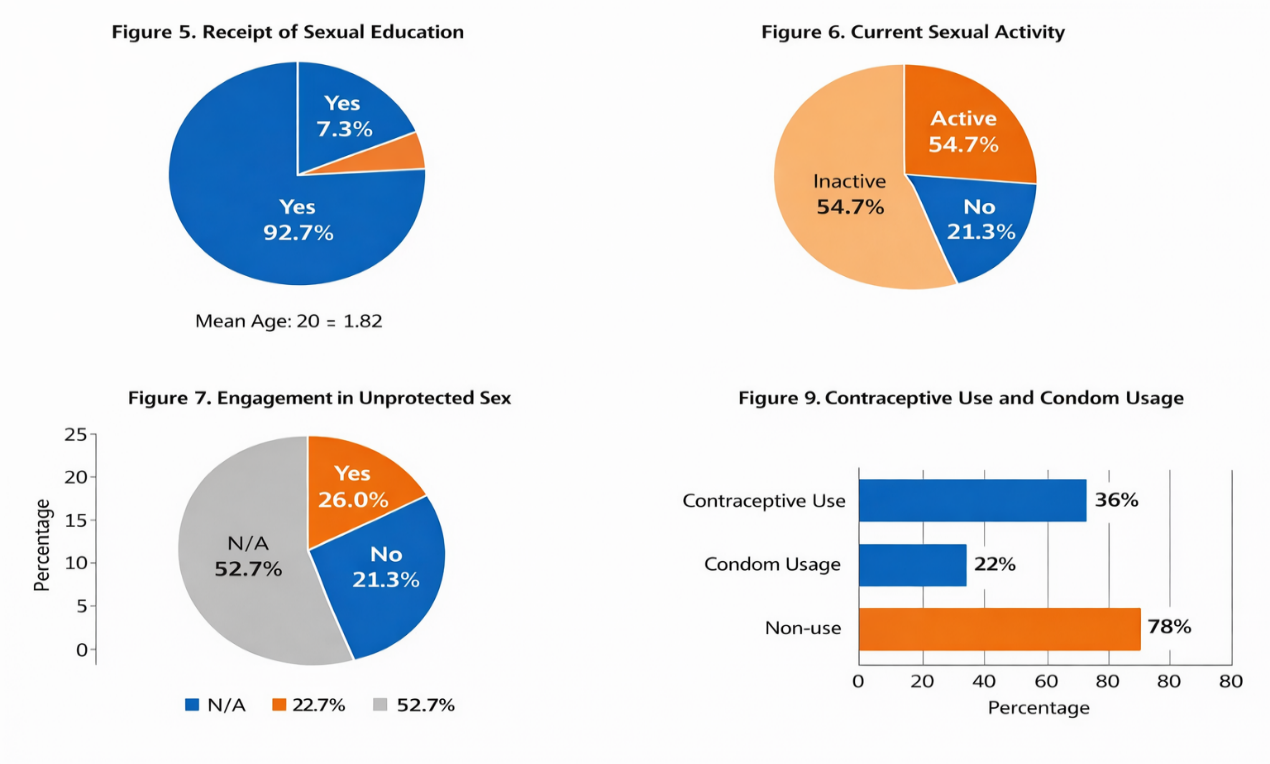 Figure 5. Receipt of Sexual Education
Yes
7.3%
Yes
92.7%
Mean Age: 20 = 1.82
Figure 6. Current Sexual Activity
Active
54.7%
Inactive
54.7%
No
21.3%
Figure 7. Engagement in Unprotected Sex
Percentage
25
20
15
10
5
0
Yes
26.0%
N/A
52.7%
No
21.3%
N/A 22.7% 52.7%
Figure 9. Contraceptive Use and Condom Usage
Contraceptive Use 36%
Condom Usage 22%
Non-use 78%
0 20 40 60 80 80 80
Percentage